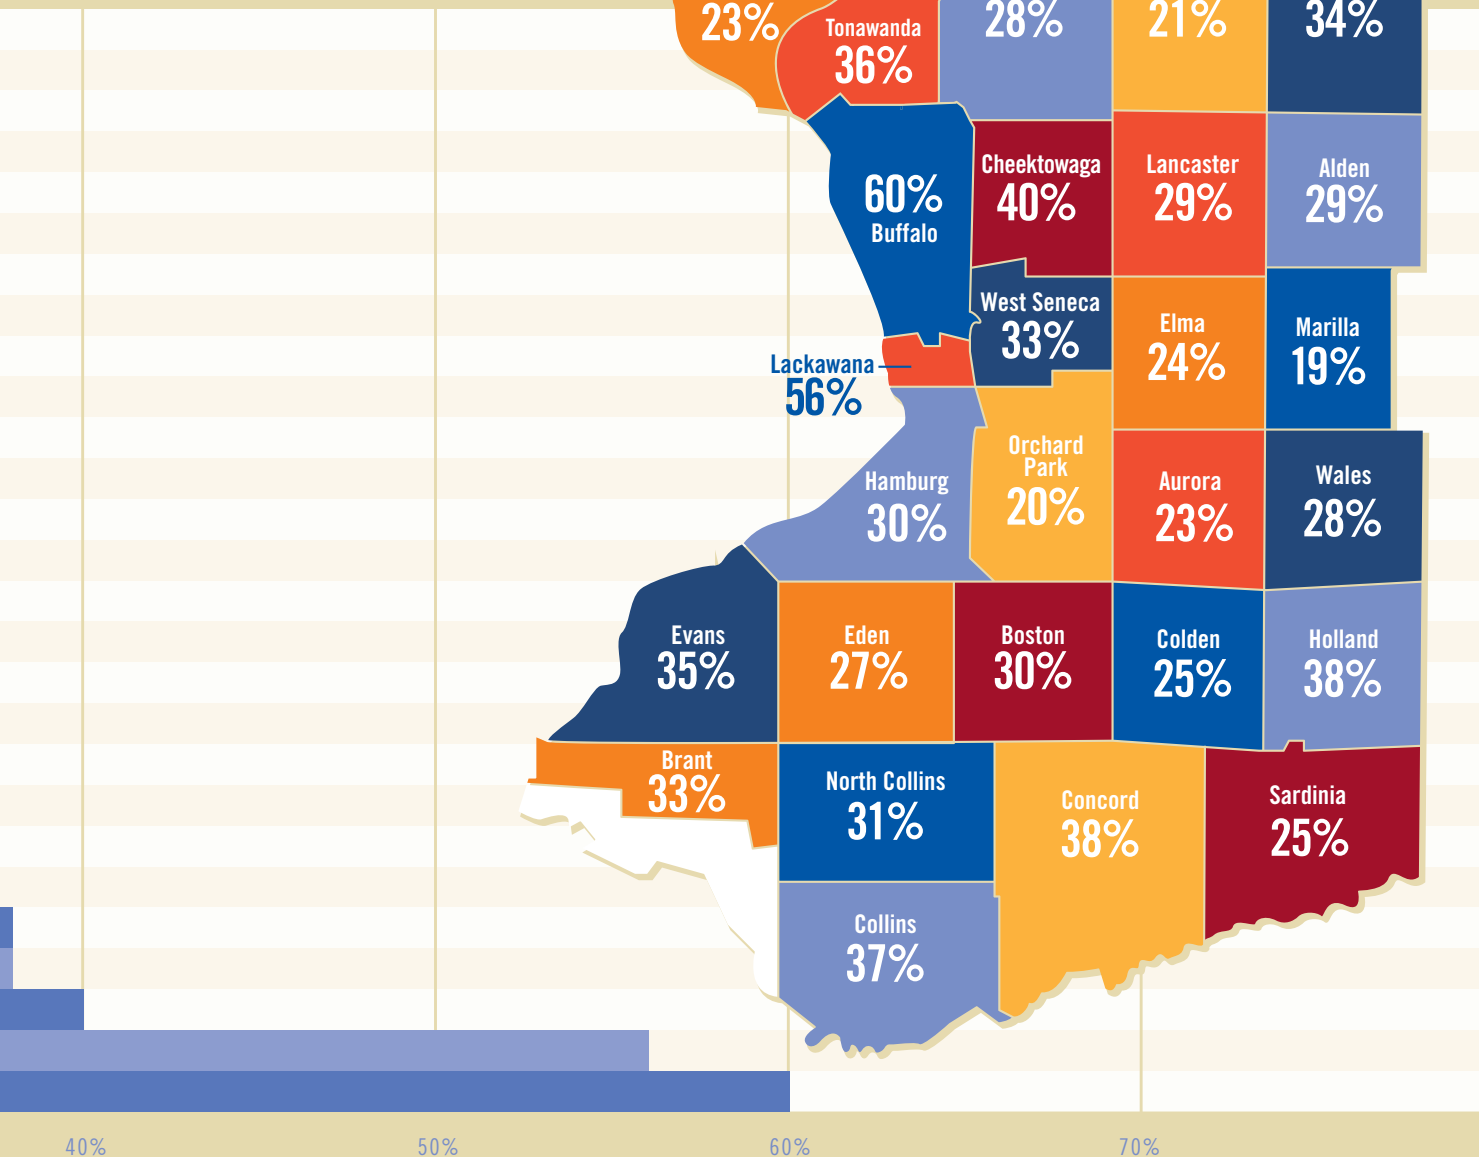 23%
Tonawanda
36%
28%
21%
34%
60%
Buffalo
Cheektowaga
40%
Lancaster
29%
Alden
29%
West Seneca
33%
Elma
24%
Marilla
19%
Lackawana
56%
Hamburg
30%
Orchard
Park
20%
Aurora
23%
Wales
28%
Evans
35%
Eden
27%
Boston
30%
Colden
25%
Holland
38%
Brant
33%
North Collins
31%
Concord
38%
Sardinia
25%
Collins
37%
40%
50%
60%
70%